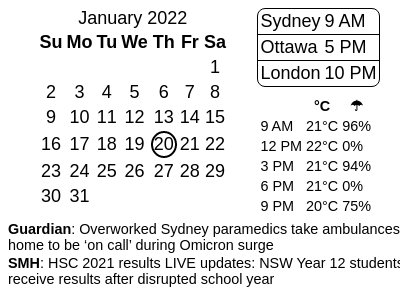 January 2022
Su Mo Tu We Th Fr Sa
1
2 3 4 5 6 7 8
9 10 11 12 13 14 15
16 17 18 19 20 21 22
23 24 25 26 27 28 29
30 31
Sydney 9 AM
Ottawa 5 PM
London 10 PM
°C ☂
9 AM 21°C 96%
12 PM 22°C 0%
3 PM 21°C 94%
6 PM 21°C 0%
9 PM 20°C 75%
Guardian: Overworked Sydney paramedics take ambulances
home to be ‘on call’ during Omicron surge
SMH: HSC 2021 results LIVE updates: NSW Year 12 students
receive results after disrupted school year